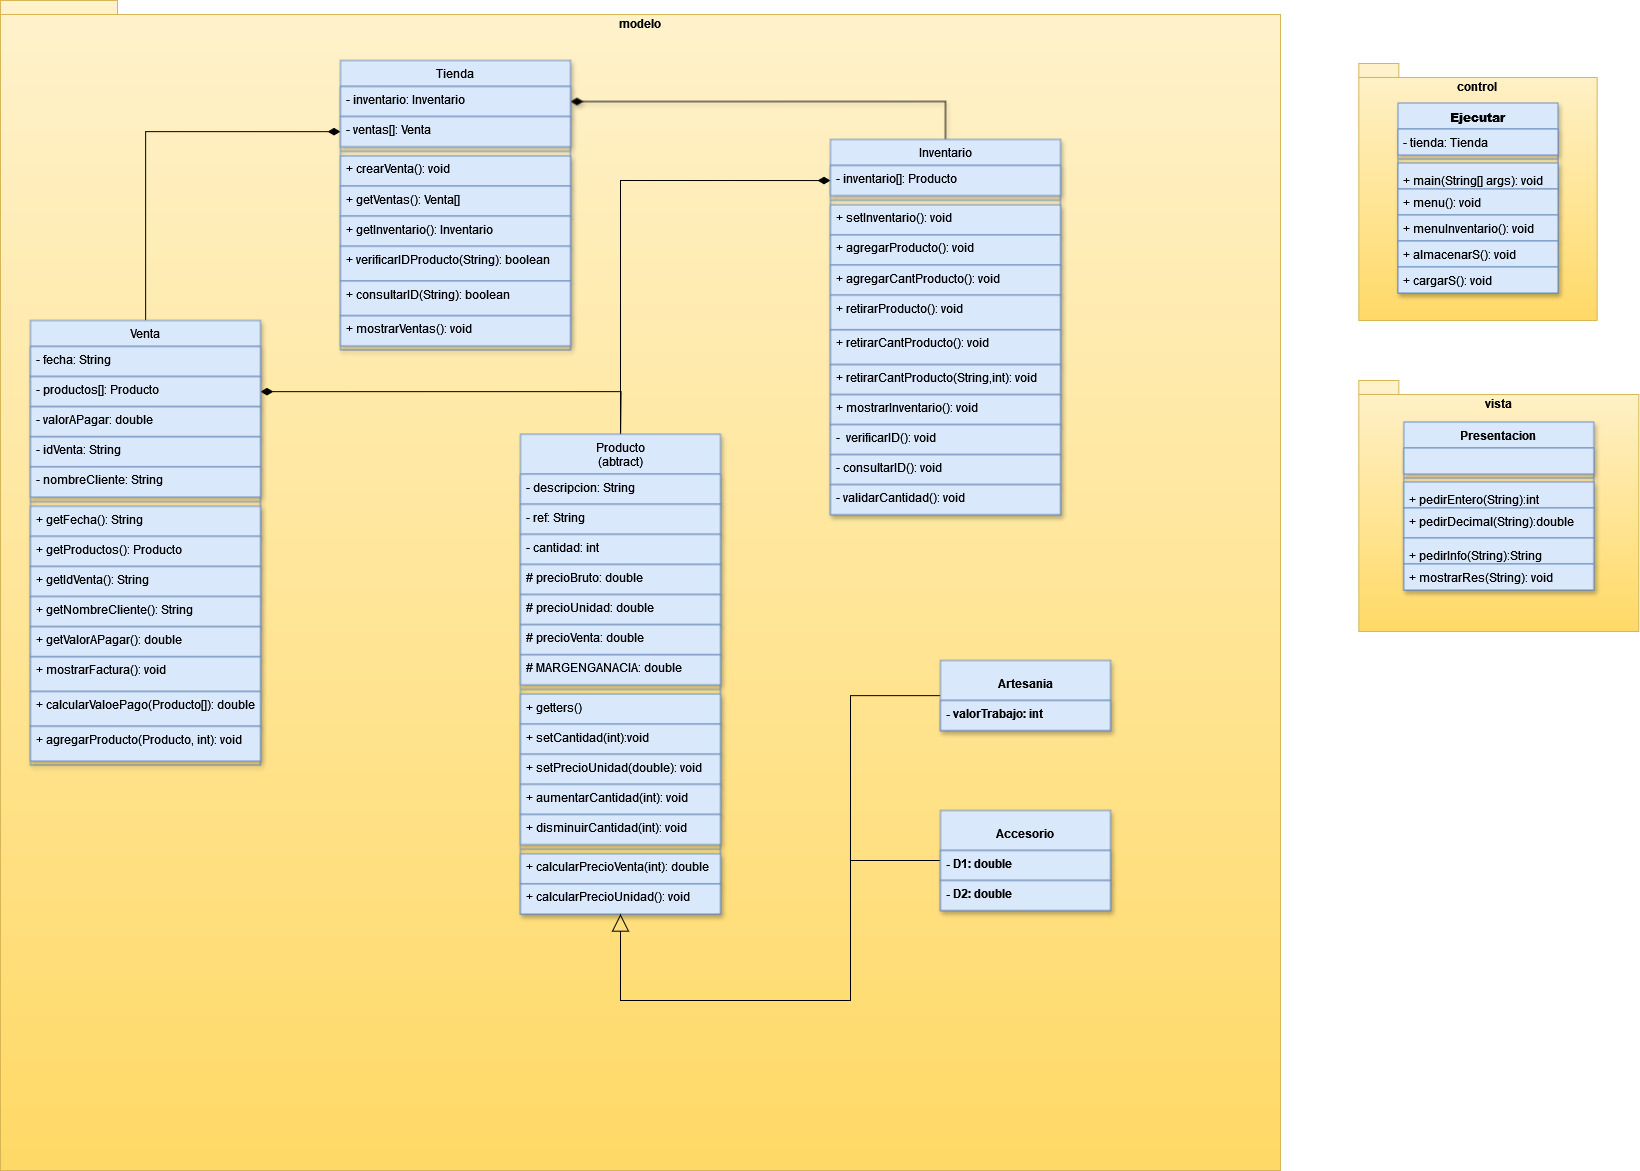 modelo
Tienda
- inventario: Inventario
- ventas[]: Venta
+ crearVenta(): void
+ getVentas(): Venta[]
+ getInventario(): Inventario
+ verificarIDProducto(String): boolean
+ consultarID(String): boolean
+ mostrarVentas(): void
Inventario
- inventario[]: Producto
+ setInventario(): void
+ agregarProducto(): void
+ agregarCantProducto(): void
+ retirarProducto(): void
+ retirarCantProducto(): void
+ retirarCantProducto(String,int): void
+ mostrarInventario(): void
- verificarID(): void
- consultarID(): void
- validarCantidad(): void
Venta
- fecha: String
- productos[]: Producto
- valorAPagar: double
- idVenta: String
- nombreCliente: String
+ getFecha(): String
+ getProductos(): Producto
+ getIdVenta(): String
+ getNombreCliente(): String
+ getValorAPagar(): double
+ mostrarFactura(): void
+ calcularValoePago(Producto[]): double
+ agregarProducto(Producto, int): void
Producto
(abtract)
- descripcion: String
- ref: String
- cantidad: int
# precioBruto: double
# precioUnidad: double
# precioVenta: double
# MARGENGANACIA: double
+ getters()
+ setCantidad(int):void
+ setPrecioUnidad(double): void
+ aumentarCantidad(int): void
+ disminuirCantidad(int): void
+ calcularPrecioVenta(int): double
+ calcularPrecioUnidad(): void
Artesania
- valorTrabajo: int
Accesorio
- D1: double
- D2: double
control
Ejecutar
- tienda: Tienda
+ main(String[] args): void
+ menu(): void
+ menuInventario(): void
+ almacenarS(): void
+ cargarS(): void
vista
Presentacion
+ pedirEntero(String):int
+ pedirDecimal(String):double
+ pedirInfo(String):String
+ mostrarRes(String): void